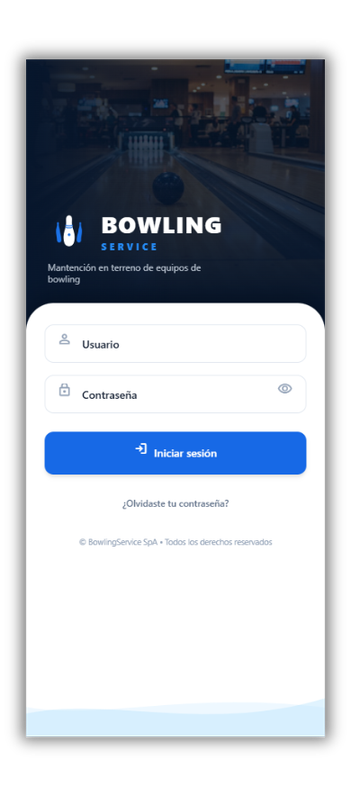 BOWLING
SERVICE
Mantención en terreno de equipos de
bowling
Usuario
Contraseña
Iniciar sesión
¿Olvidaste tu contraseña?
© BowlingService SpA • Todos los derechos reservados